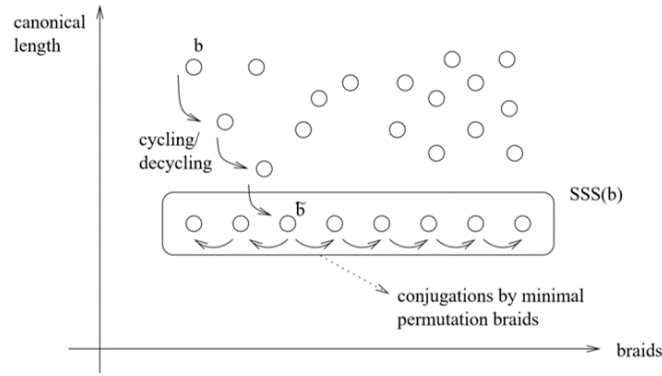 canonical
length
b
cycling/
decycling
b̃
SSS(b)
conjugations by minimal
permutation braids
braids